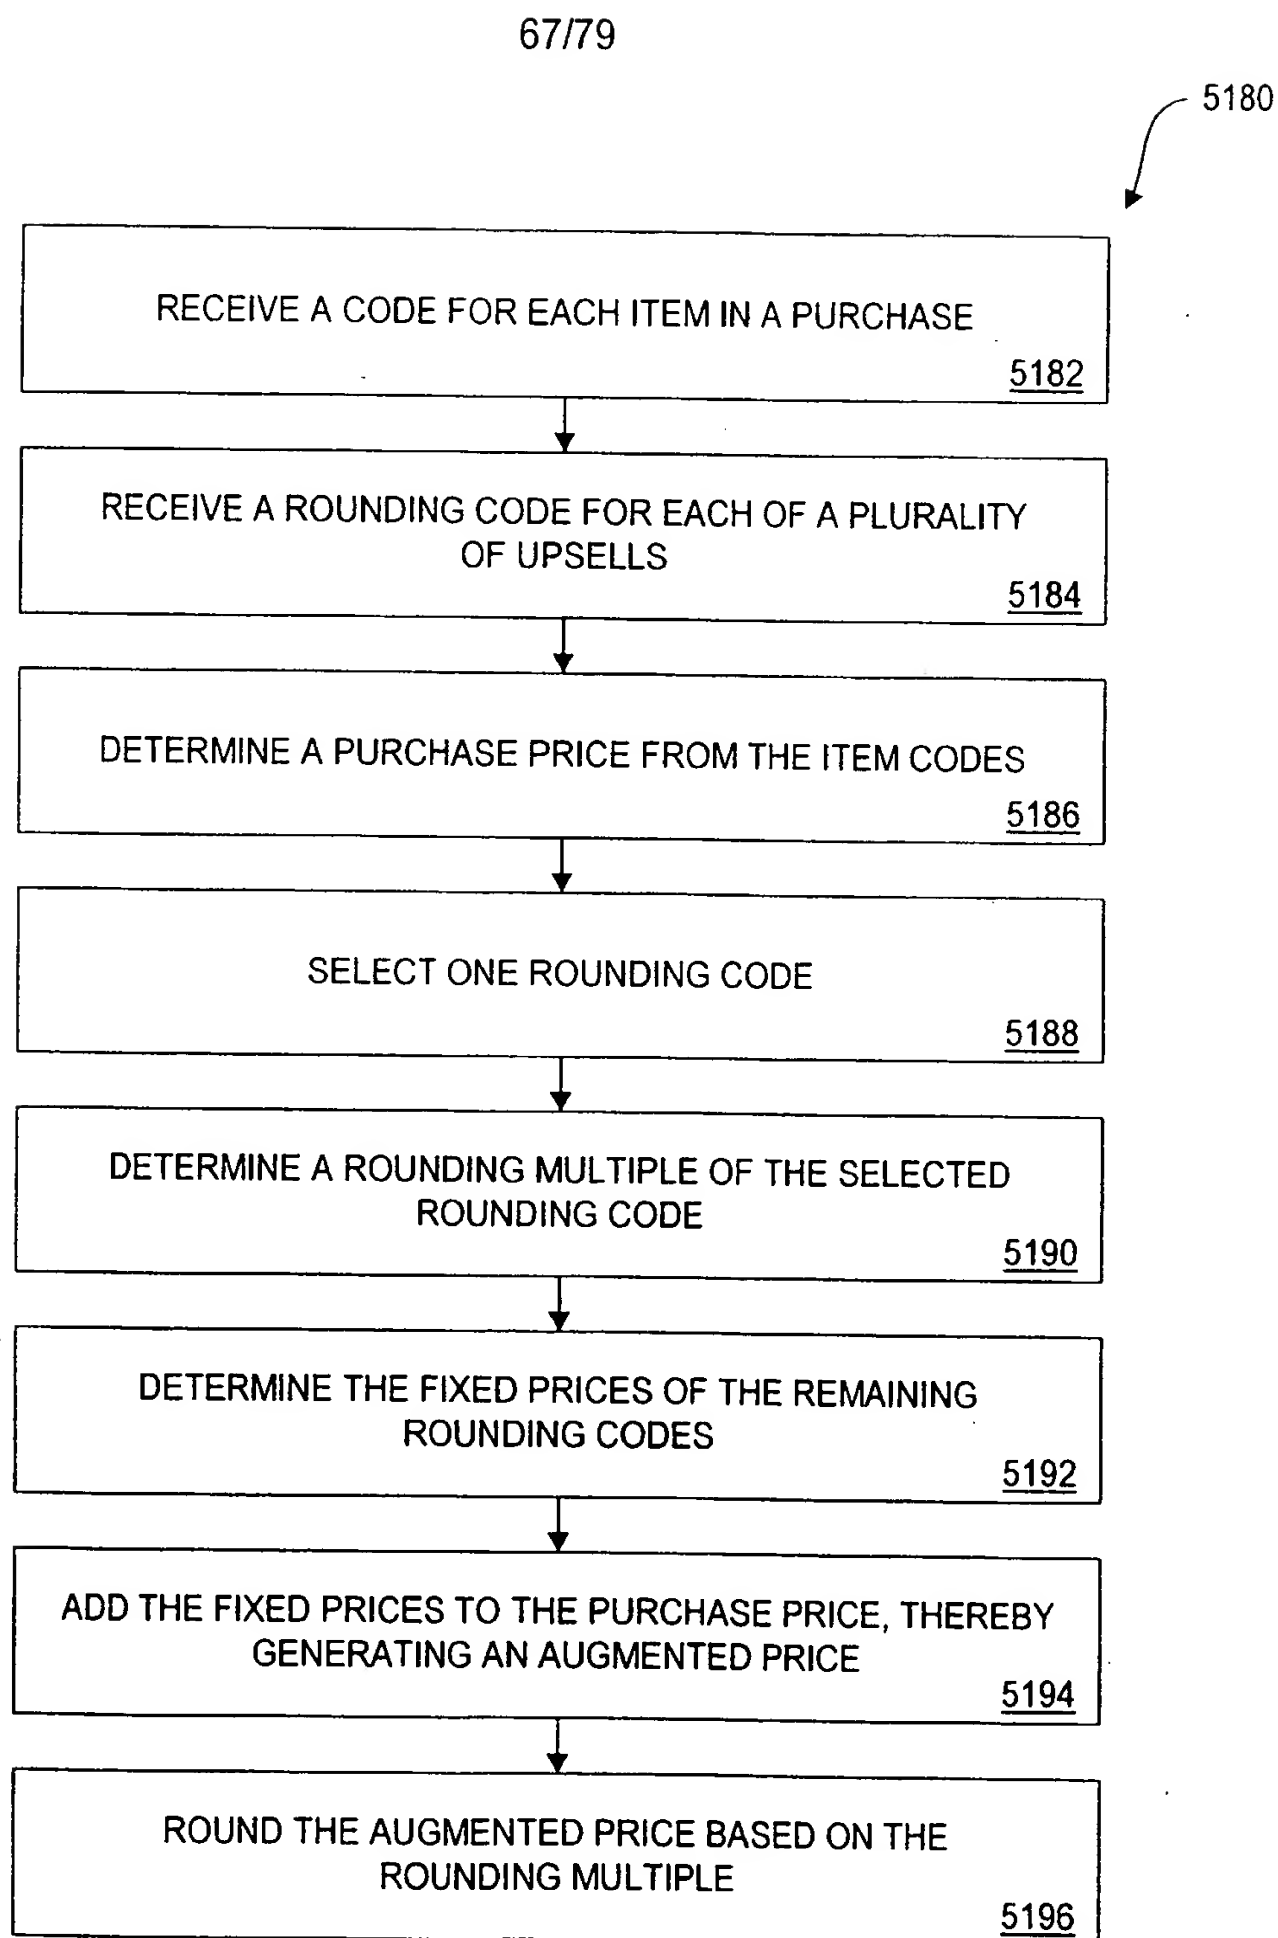 67/79
5180
RECEIVE A CODE FOR EACH ITEM IN A PURCHASE
5182
RECEIVE A ROUNDING CODE FOR EACH OF A PLURALITY
OF UPSELLS
5184
DETERMINE A PURCHASE PRICE FROM THE ITEM CODES
5186
SELECT ONE ROUNDING CODE
5188
DETERMINE A ROUNDING MULTIPLE OF THE SELECTED
ROUNDING CODE
5190
DETERMINE THE FIXED PRICES OF THE REMAINING
ROUNDING CODES
5192
ADD THE FIXED PRICES TO THE PURCHASE PRICE, THEREBY
GENERATING AN AUGMENTED PRICE
5194
ROUND THE AUGMENTED PRICE BASED ON THE
ROUNDING MULTIPLE
5196